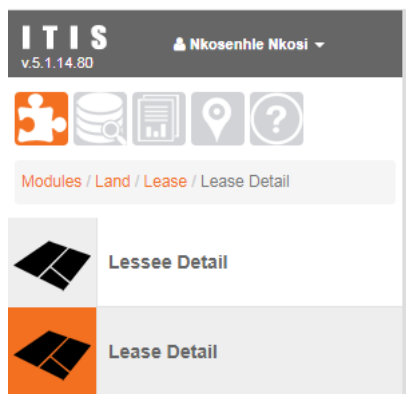 ITIS
Nkosenhle Nkosi
v.5.1.14.80
?
Modules / Land / Lease / Lease Detail
Lessee Detail
Lease Detail